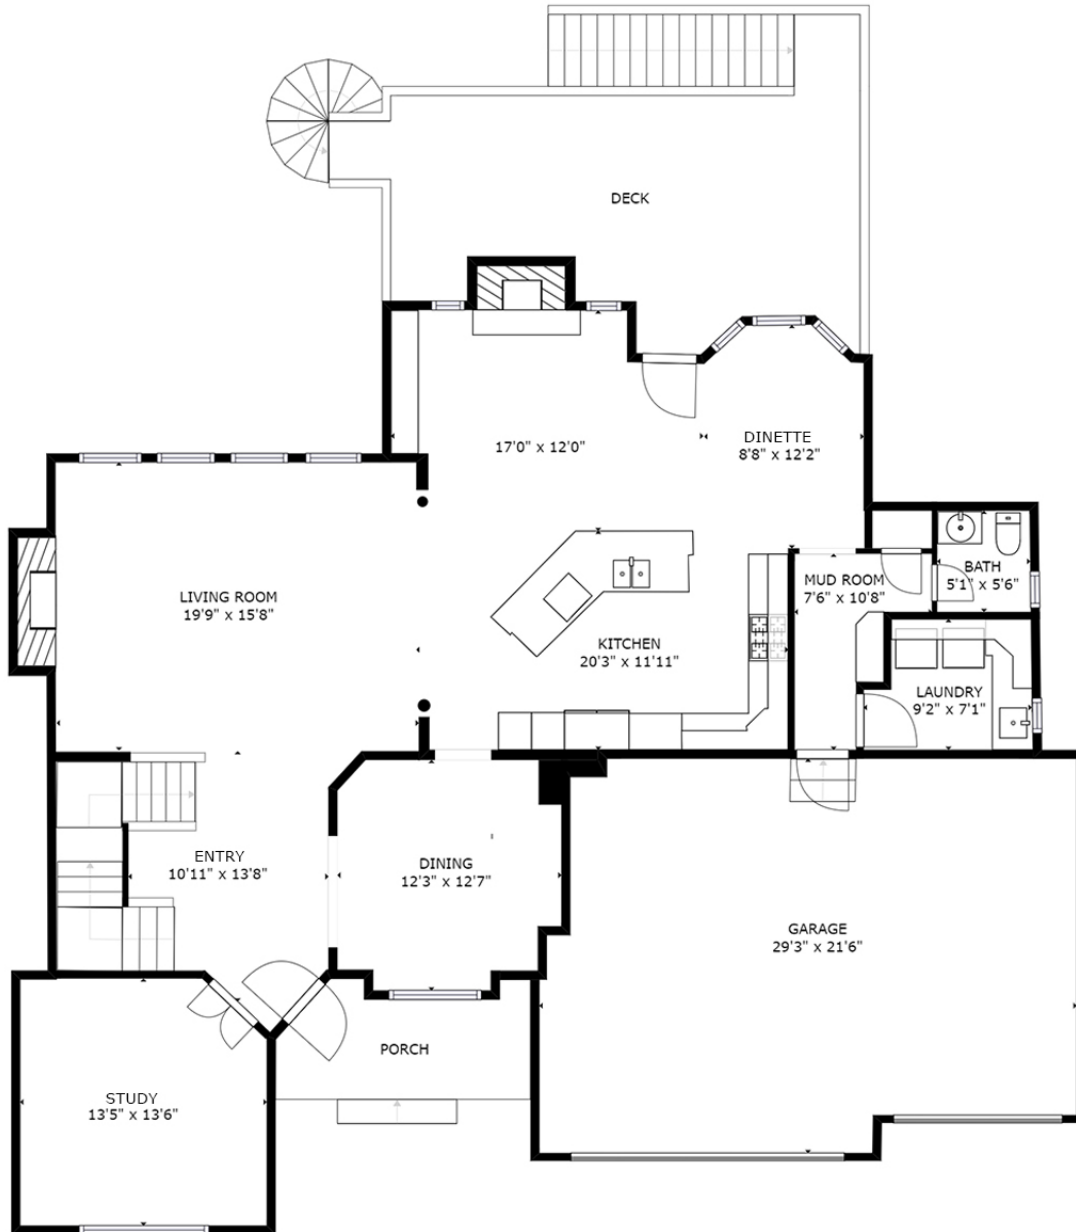 DECK
17'0" x 12'0"
DINETTE
8'8" x 12'2"
LIVING ROOM
19'9" x 15'8"
KITCHEN
20'3" x 11'11"
MUD ROOM
7'6" x 10'8"
BATH
5'1" x 5'6"
LAUNDRY
9'2" x 7'1"
ENTRY
10'11" x 13'8"
DINING
12'3" x 12'7"
GARAGE
29'3" x 21'6"
PORCH
STUDY
13'5" x 13'6"